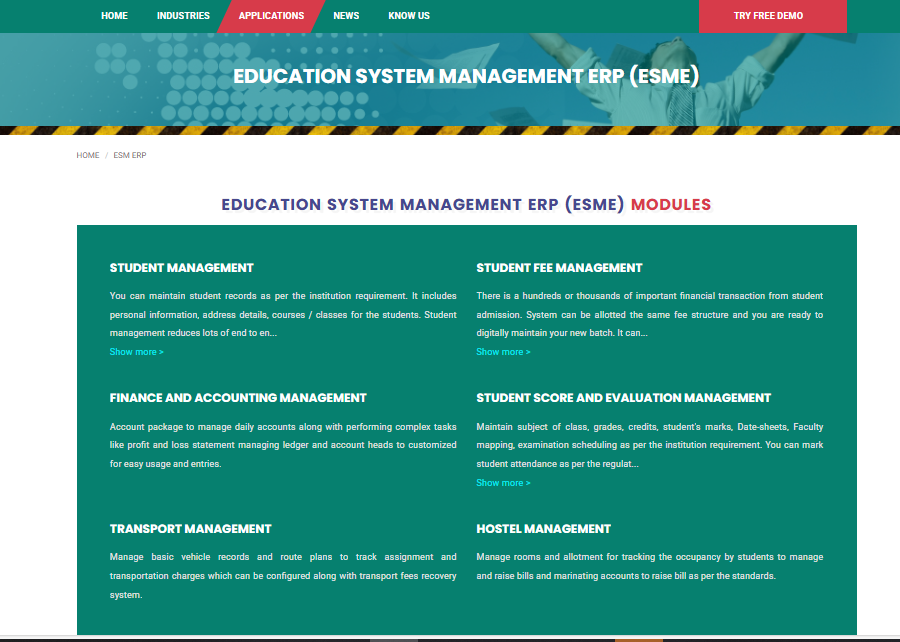 HOME INDUSTRIES APPLICATIONS NEWS KNOW US TRY FREE DEMO
EDUCATION SYSTEM MANAGEMENT ERP (ESME)
HOME / ESM ERP
EDUCATION SYSTEM MANAGEMENT ERP (ESME) MODULES
STUDENT MANAGEMENT
You can maintain student records as per the institution requirement. It includes
personal information, address details, courses / classes for the students. Student
management reduces lots of end to en...
Show more >
STUDENT FEE MANAGEMENT
There is a hundreds or thousands of important financial transaction from student
admission. System can be allotted the same fee structure and you are ready to
digitally maintain your new batch. It can...
Show more >
FINANCE AND ACCOUNTING MANAGEMENT
Account package to manage daily accounts along with performing complex tasks
like profit and loss statement managing ledger and account heads to customized
for easy usage and entries.
STUDENT SCORE AND EVALUATION MANAGEMENT
Maintain subject of class, grades, credits, student's marks, Date-sheets, Faculty
mapping, examination scheduling as per the institution requirement. You can mark
student attendance as per the regulat...
Show more >
TRANSPORT MANAGEMENT
Manage basic vehicle records and route plans to track assignment and
transportation charges which can be configured along with transport fees recovery
system.
HOSTEL MANAGEMENT
Manage rooms and allotment for tracking the occupancy by students to manage
and raise bills and marinating accounts to raise bill as per the standards.